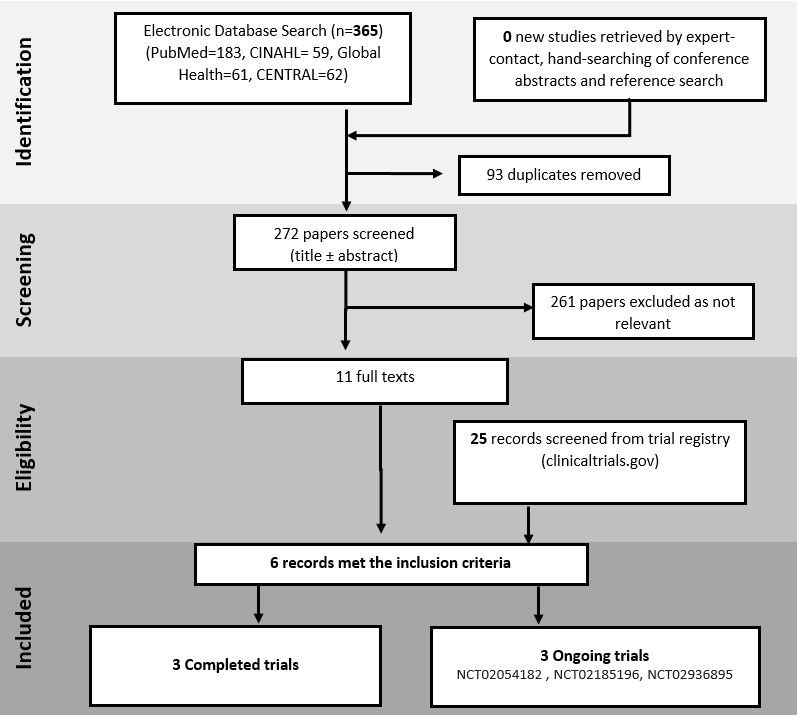 Identification
Electronic Database Search (n=365)
(PubMed=183, CINAHL= 59, Global
Health=61, CENTRAL=62)
0 new studies retrieved by expert-
contact, hand-searching of conference
abstracts and reference search
93 duplicates removed
Screening
272 papers screened
(title ± abstract)
261 papers excluded as not
relevant
Eligibility
11 full texts
25 records screened from trial registry
(clinicaltrials.gov)
Included
6 records met the inclusion criteria
3 Completed trials
3 Ongoing trials
NCT02054182 , NCT02185196, NCT02936895